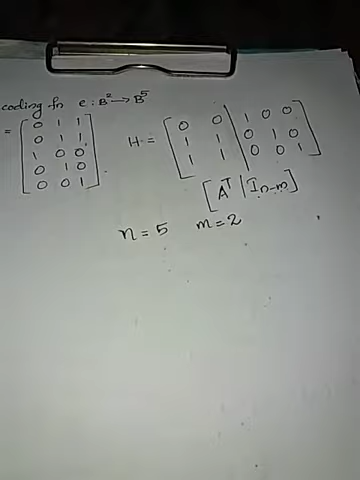 coding fn e : B² → B⁵
= [ 0 1 1
0 1 1
1 0 0
0 1 0
0 0 1 ].
H = [ 0 0 | 1 0 0
1 1 | 0 1 0
1 1 | 0 0 1 ]
[ Aᵀ | Iₙ₋ₘ ]
n = 5 m = 2